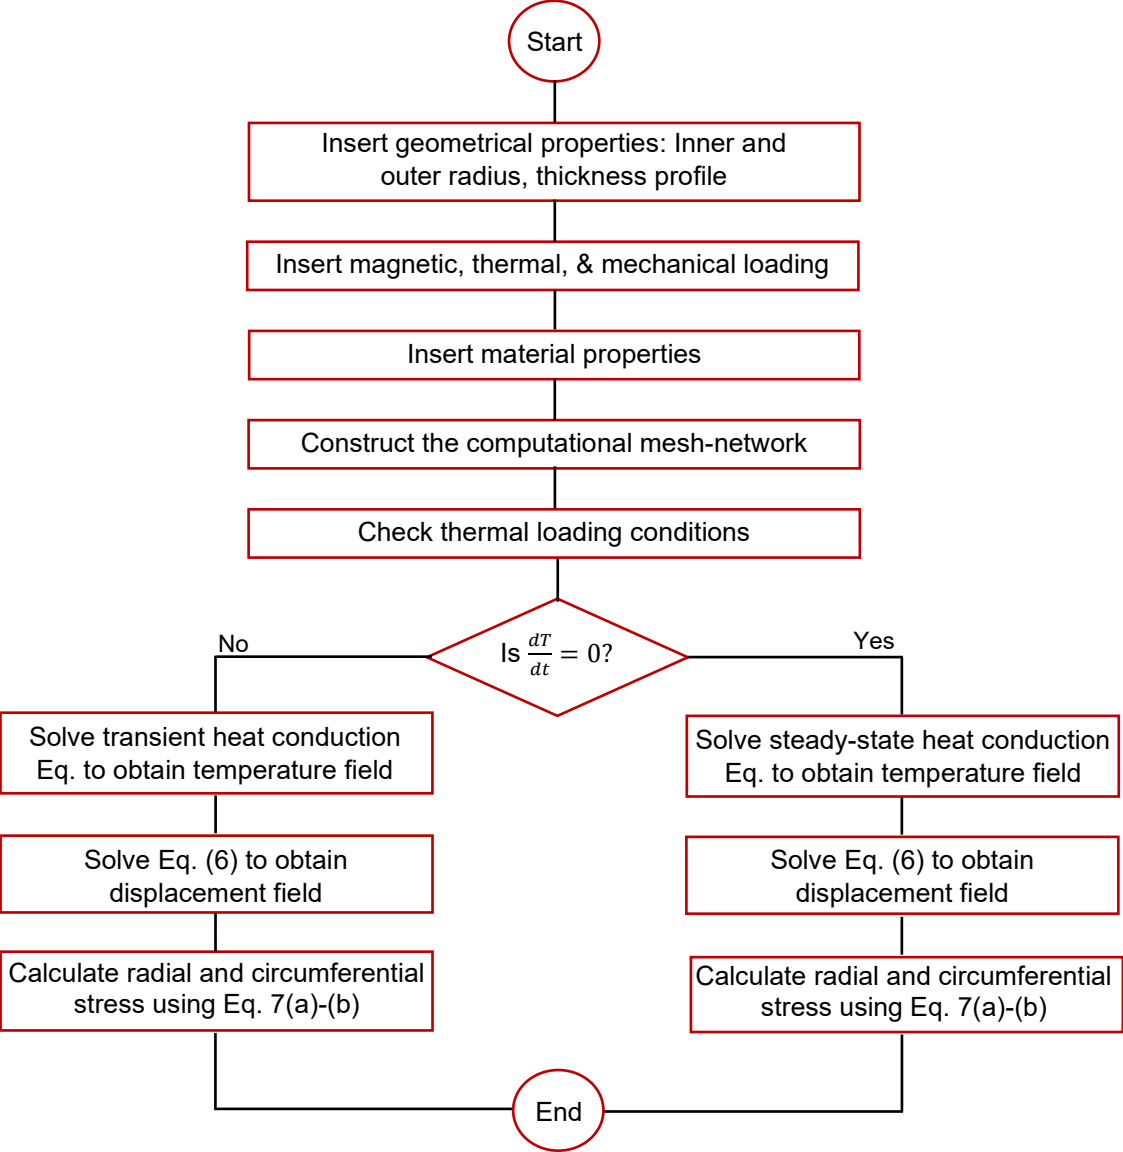 Start
Insert geometrical properties: Inner and
outer radius, thickness profile
Insert magnetic, thermal, & mechanical loading
Insert material properties
Construct the computational mesh-network
Check thermal loading conditions
Is dT/dt = 0?
No
Yes
Solve transient heat conduction
Eq. to obtain temperature field
Solve Eq. (6) to obtain
displacement field
Calculate radial and circumferential
stress using Eq. 7(a)-(b)
Solve steady-state heat conduction
Eq. to obtain temperature field
Solve Eq. (6) to obtain
displacement field
Calculate radial and circumferential
stress using Eq. 7(a)-(b)
End